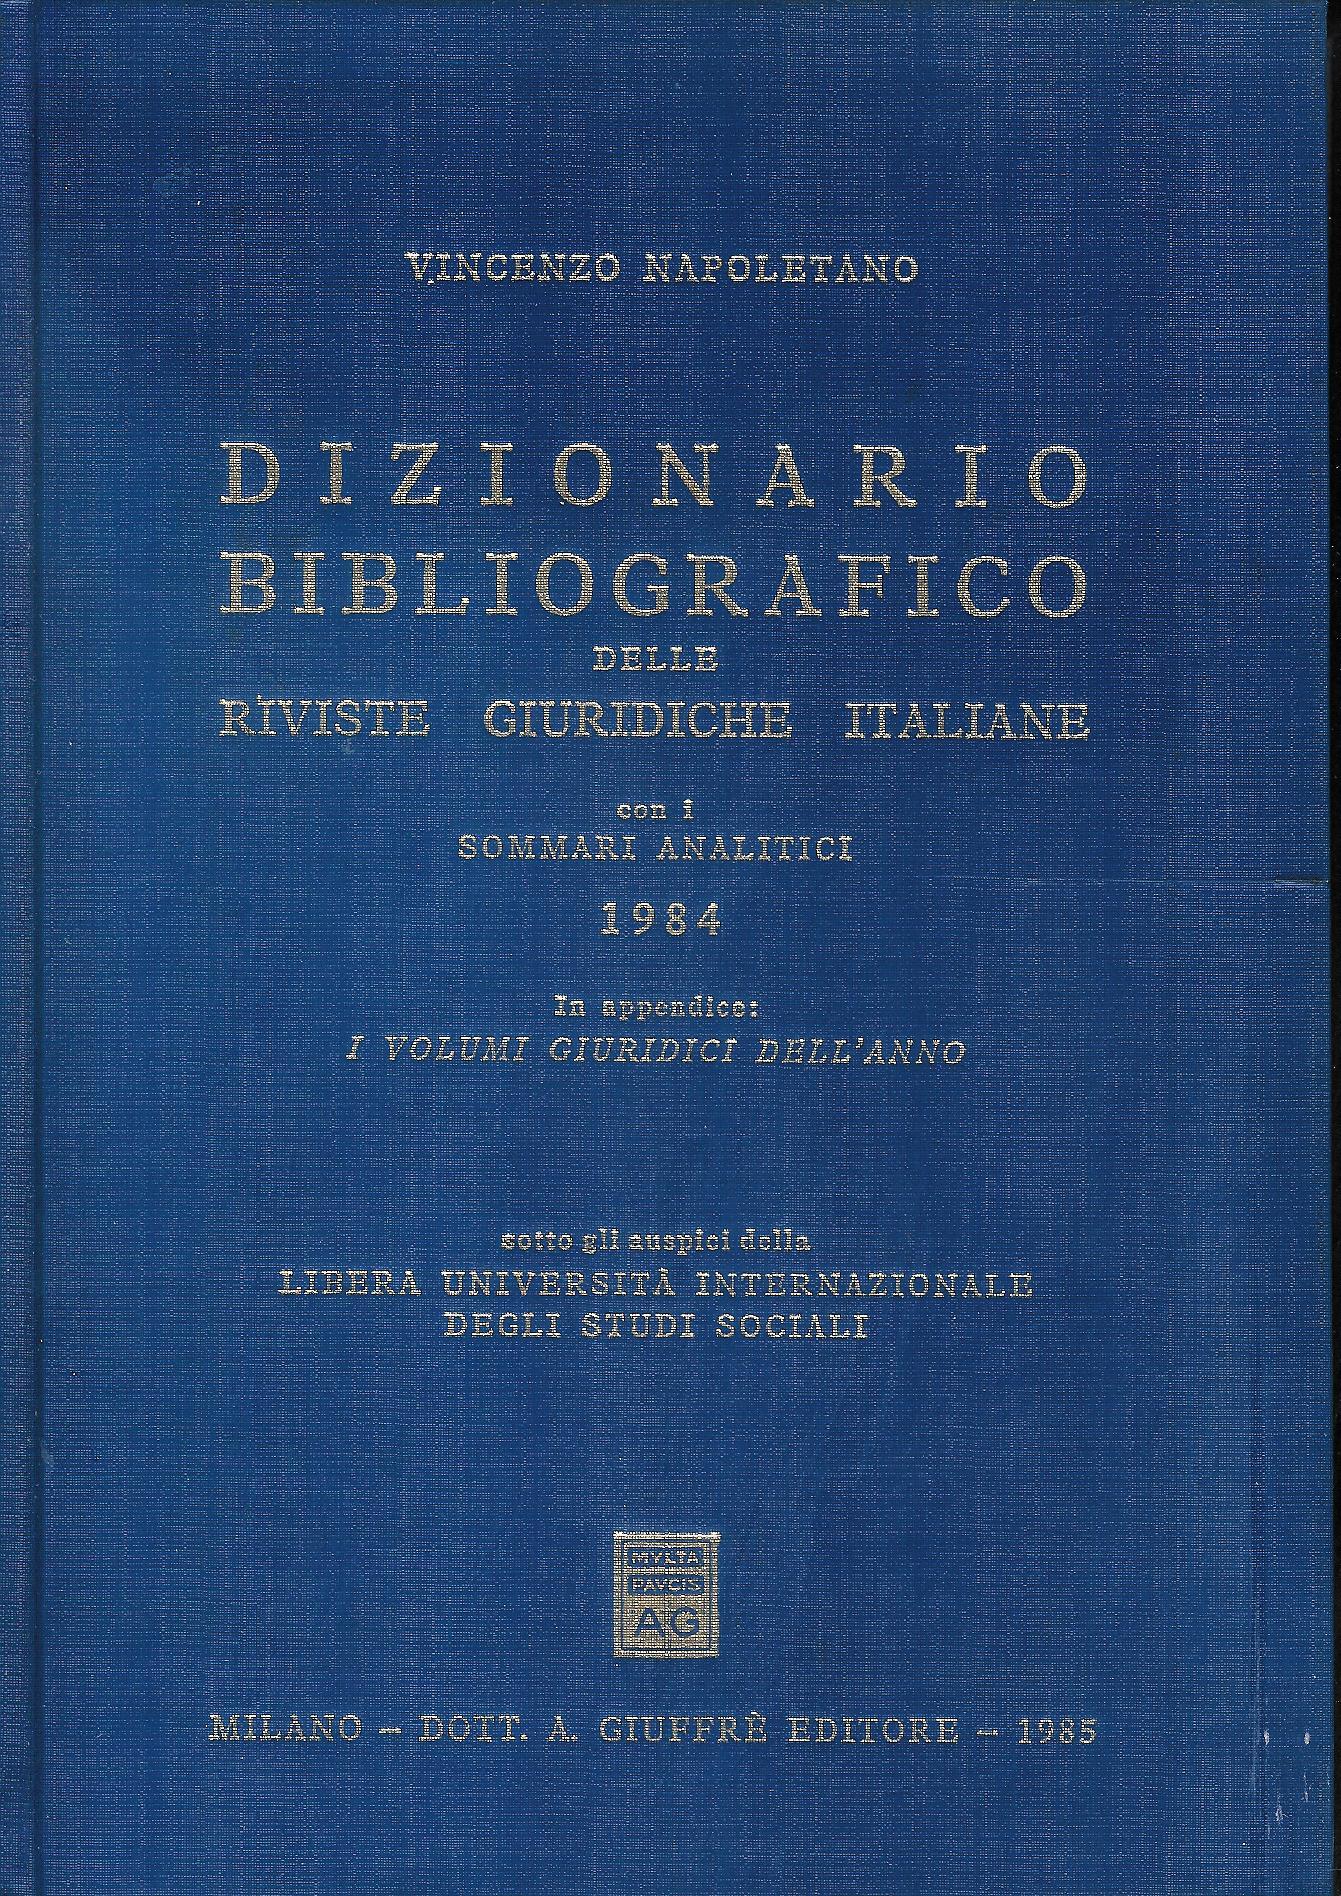 VINCENZO NAPOLETANO
DIZIONARIO
BIBLIOGRAFICO
DELLE
RIVISTE GIURIDICHE ITALIANE
con i
SOMMARI ANALITICI
1984
In appendice:
I VOLUMI GIURIDICI DELL'ANNO
sotto gli auspici della
LIBERA UNIVERSITÀ INTERNAZIONALE
DEGLI STUDI SOCIALI
MVLTA
PAVCIS
AG
MILANO – DOTT. A. GIUFFRÈ EDITORE – 1985